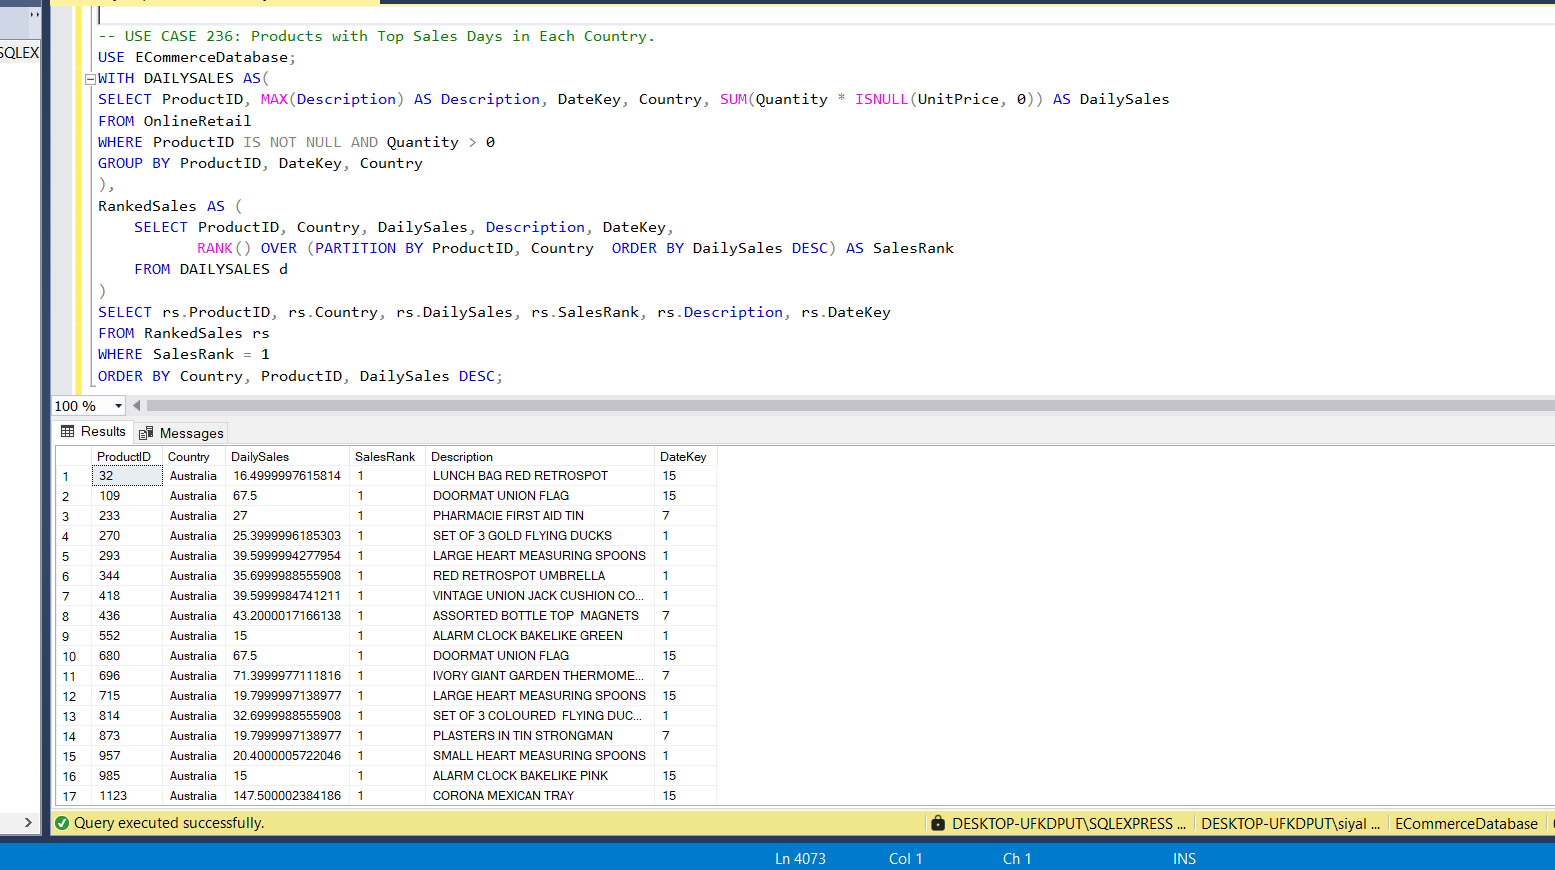 SQLEX
-- USE CASE 236: Products with Top Sales Days in Each Country.
USE ECommerceDatabase;
WITH DAILYSALES AS(
SELECT ProductID, MAX(Description) AS Description, DateKey, Country, SUM(Quantity * ISNULL(UnitPrice, 0)) AS DailySales
FROM OnlineRetail
WHERE ProductID IS NOT NULL AND Quantity > 0
GROUP BY ProductID, DateKey, Country
),
RankedSales AS (
SELECT ProductID, Country, DailySales, Description, DateKey,
RANK() OVER (PARTITION BY ProductID, Country ORDER BY DailySales DESC) AS SalesRank
FROM DAILYSALES d
)
SELECT rs.ProductID, rs.Country, rs.DailySales, rs.SalesRank, rs.Description, rs.DateKey
FROM RankedSales rs
WHERE SalesRank = 1
ORDER BY Country, ProductID, DailySales DESC;
100 %
Results Messages
ProductID Country DailySales SalesRank Description DateKey
1 32 Australia 16.4999997615814 1 LUNCH BAG RED RETROSPOT 15
2 109 Australia 67.5 1 DOORMAT UNION FLAG 15
3 233 Australia 27 1 PHARMACIE FIRST AID TIN 7
4 270 Australia 25.3999996185303 1 SET OF 3 GOLD FLYING DUCKS 1
5 293 Australia 39.5999994277954 1 LARGE HEART MEASURING SPOONS 1
6 344 Australia 35.6999988555908 1 RED RETROSPOT UMBRELLA 1
7 418 Australia 39.5999984741211 1 VINTAGE UNION JACK CUSHION CO... 1
8 436 Australia 43.2000017166138 1 ASSORTED BOTTLE TOP  MAGNETS 7
9 552 Australia 15 1 ALARM CLOCK BAKELIKE GREEN 1
10 680 Australia 67.5 1 DOORMAT UNION FLAG 15
11 696 Australia 71.3999977111816 1 IVORY GIANT GARDEN THERMOME... 7
12 715 Australia 19.7999997138977 1 LARGE HEART MEASURING SPOONS 15
13 814 Australia 32.6999988555908 1 SET OF 3 COLOURED  FLYING DUC... 1
14 873 Australia 19.7999997138977 1 PLASTERS IN TIN STRONGMAN 7
15 957 Australia 20.4000005722046 1 SMALL HEART MEASURING SPOONS 1
16 985 Australia 15 1 ALARM CLOCK BAKELIKE PINK 15
17 1123 Australia 147.500002384186 1 CORONA MEXICAN TRAY 15
Query executed successfully. DESKTOP-UFKDPUT\SQLEXPRESS ... DESKTOP-UFKDPUT\siyal ... ECommerceDatabase
Ln 4073 Col 1 Ch 1 INS